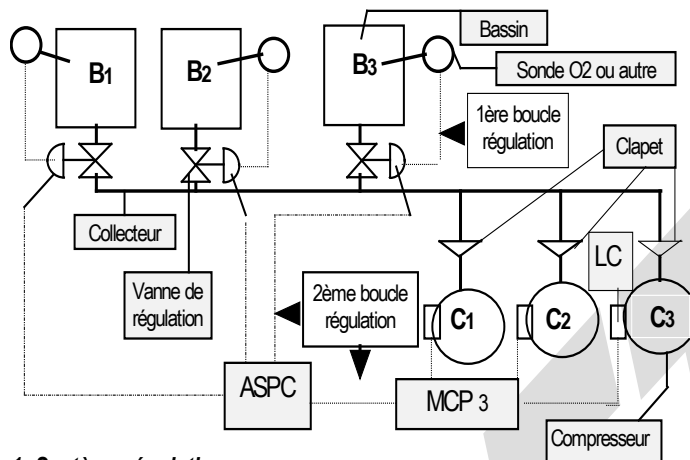 Bassin
B1
B2
B3
Sonde O2 ou autre
1ère boucle
régulation
Clapet
Collecteur
LC
Vanne de
régulation
2ème boucle
régulation
C1
C2
C3
ASPC
MCP 3
Compresseur